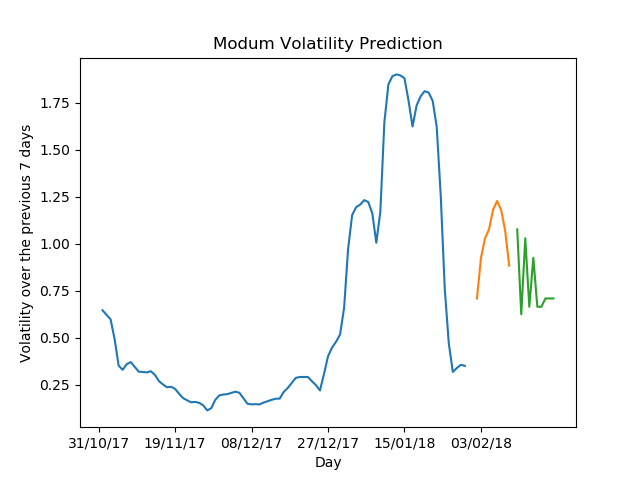 Modum Volatility Prediction
Volatility over the previous 7 days
1.75
1.50
1.25
1.00
0.75
0.50
0.25
31/10/17 19/11/17 08/12/17 27/12/17 15/01/18 03/02/18
Day